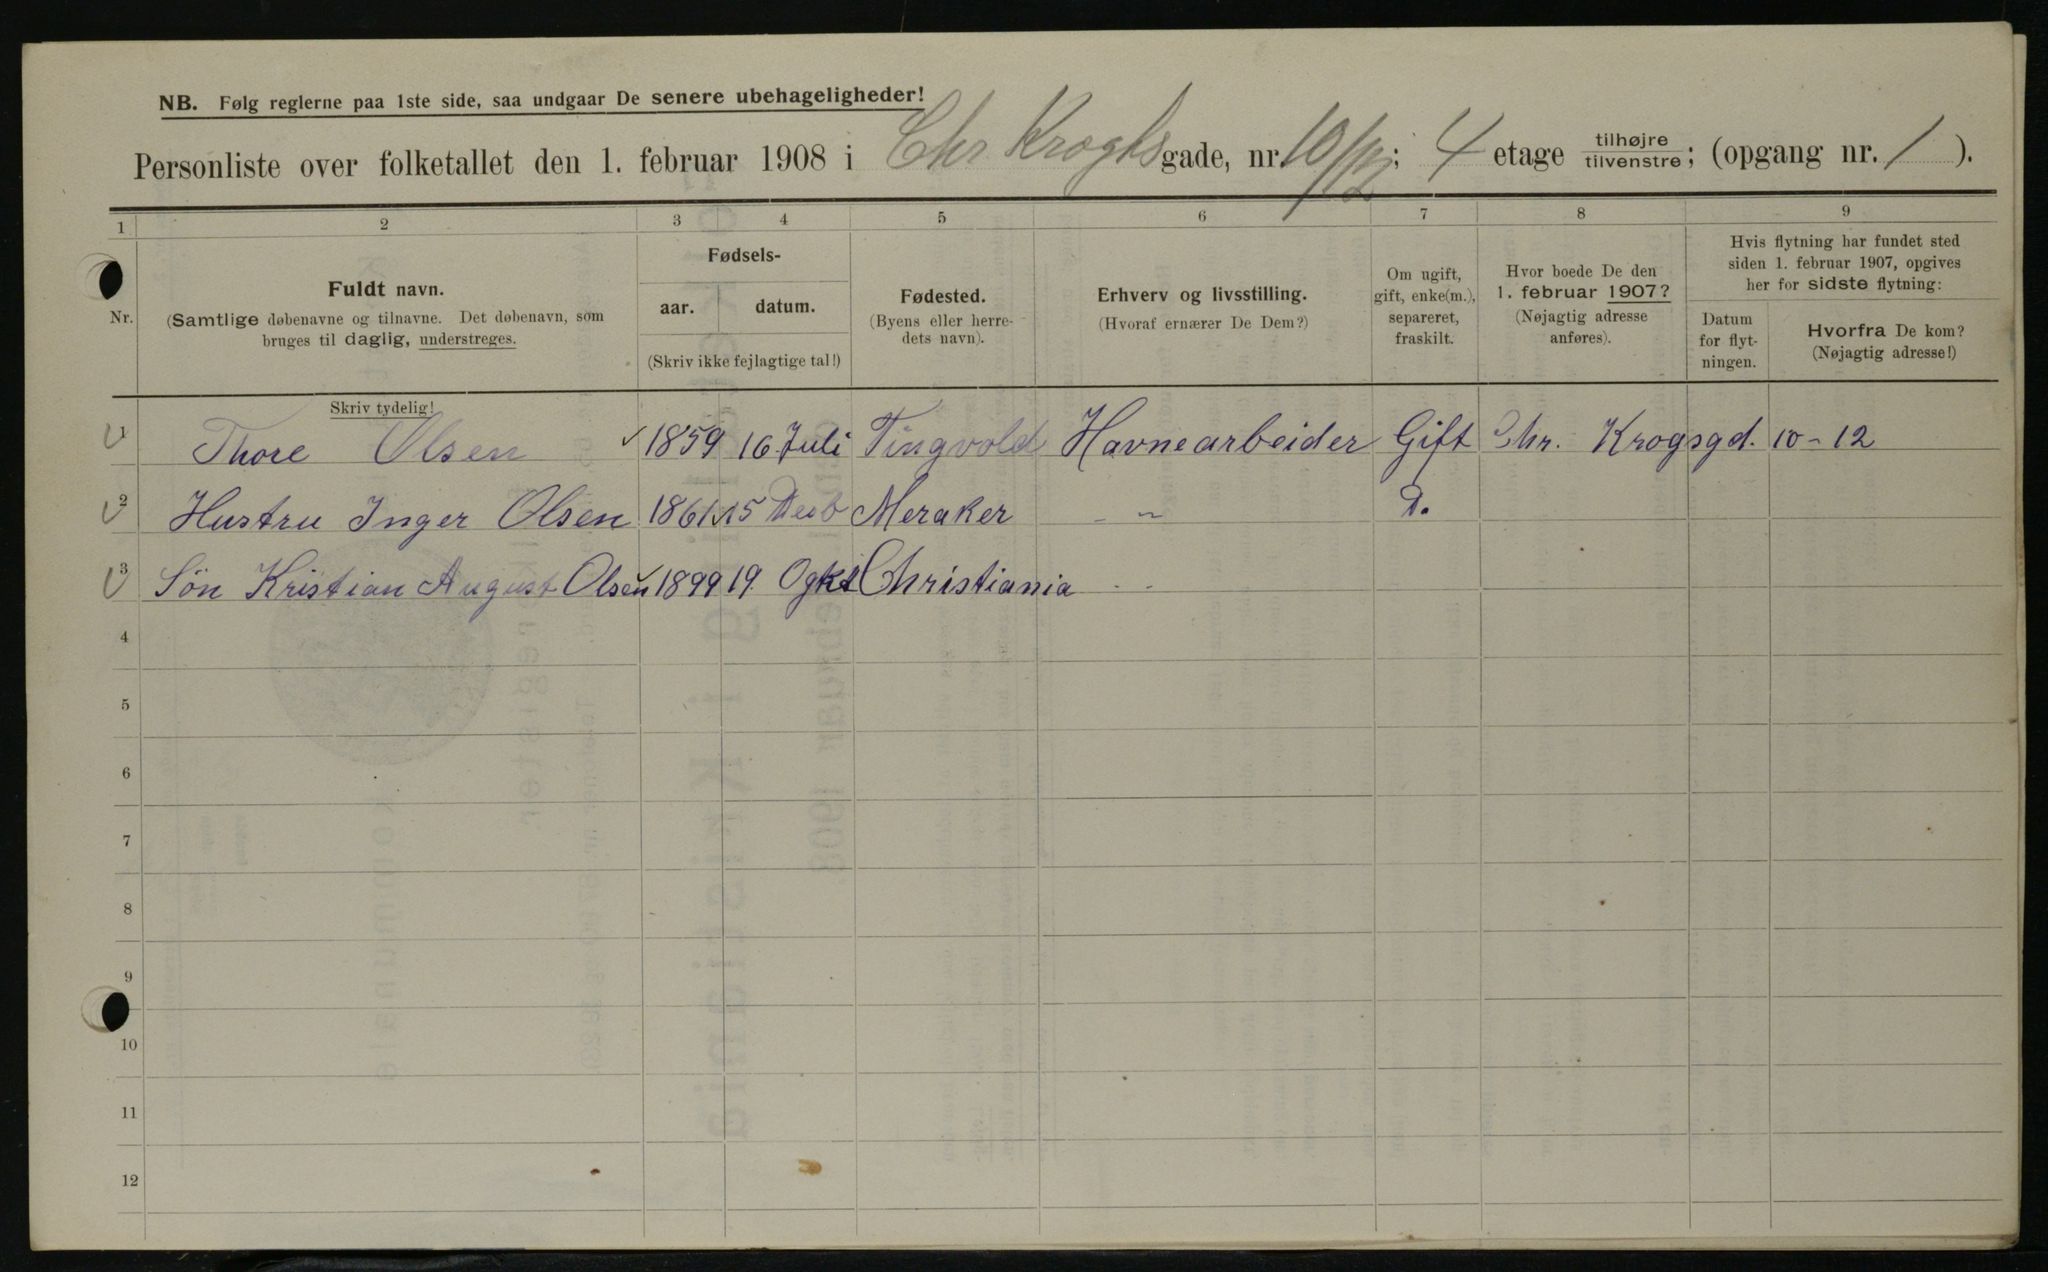 NB. Følg reglerne paa 1ste side, saa undgaar De senere ubehageligheder!
Personliste over folketallet den 1. februar 1908 i Chr Kroghs gade, nr. 10/12; 4 etage tilhøjre tilvenstre; (opgang nr. 1).
1 2 3 4 5 6 7 8 9
Nr.
Fuldt navn.
(Samtlige døbenavne og tilnavne. Det døbenavn, som
bruges til daglig, understreges.
Fødsels-
aar. datum.
(Skriv ikke fejlagtige tal!)
Fødested.
(Byens eller herre-
dets navn).
Erhverv og livsstilling.
(Hvoraf ernærer De Dem?)
Om ugift,
gift, enke(m.),
separeret,
fraskilt.
Hvor boede De den
1. februar 1907?
(Nøjagtig adresse
anføres).
Hvis flytning har fundet sted
siden 1. februar 1907, opgives
her for sidste flytning:
Datum
for flyt-
ningen.
Hvorfra De kom?
(Nøjagtig adresse!)
Skriv tydelig!
1 Thore Olsen 1859 16 Juli Tingvold Havnearbeider Gift Chr. Krogsgd. 10-12
2 Hustru Inger Olsen 1861 15 Desb Meraker -"- D.
3 Søn Kristian August Olsen 1899 19. Ogkt Christiania - -
4
5
6
7
8
9
10
11
12